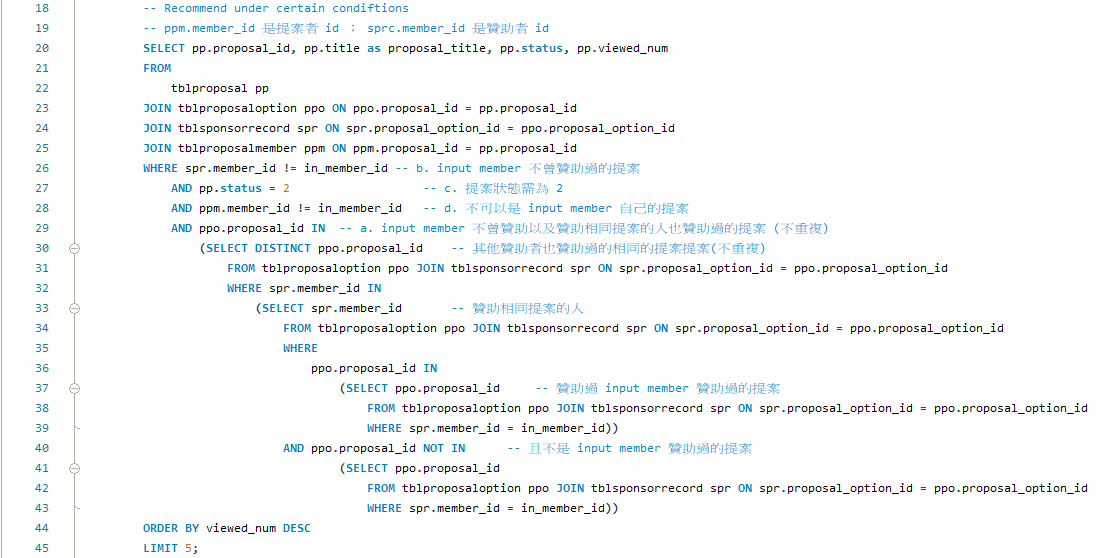 18 -- Recommend under certain condiftions
19 -- ppm.member_id 是提案者 id ； sprc.member_id 是贊助者 id
20 SELECT pp.proposal_id, pp.title as proposal_title, pp.status, pp.viewed_num
21 FROM
22 tblproposal pp
23 JOIN tblproposaloption ppo ON ppo.proposal_id = pp.proposal_id
24 JOIN tblsponsorrecord spr ON spr.proposal_option_id = ppo.proposal_option_id
25 JOIN tblproposalmember ppm ON ppm.proposal_id = pp.proposal_id
26 WHERE spr.member_id != in_member_id -- b. input member 不曾贊助過的提案
27 AND pp.status = 2 -- c. 提案狀態需為 2
28 AND ppm.member_id != in_member_id -- d. 不可以是 input member 自己的提案
29 AND ppo.proposal_id IN -- a. input member 不曾贊助以及贊助相同提案的人也贊助過的提案 (不重複)
30 (SELECT DISTINCT ppo.proposal_id -- 其他贊助者也贊助過的相同的提案提案(不重複)
31 FROM tblproposaloption ppo JOIN tblsponsorrecord spr ON spr.proposal_option_id = ppo.proposal_option_id
32 WHERE spr.member_id IN
33 (SELECT spr.member_id -- 贊助相同提案的人
34 FROM tblproposaloption ppo JOIN tblsponsorrecord spr ON spr.proposal_option_id = ppo.proposal_option_id
35 WHERE
36 ppo.proposal_id IN
37 (SELECT ppo.proposal_id -- 贊助過 input member 贊助過的提案
38 FROM tblproposaloption ppo JOIN tblsponsorrecord spr ON spr.proposal_option_id = ppo.proposal_option_id
39 WHERE spr.member_id = in_member_id))
40 AND ppo.proposal_id NOT IN -- 且不是 input member 贊助過的提案
41 (SELECT ppo.proposal_id
42 FROM tblproposaloption ppo JOIN tblsponsorrecord spr ON spr.proposal_option_id = ppo.proposal_option_id
43 WHERE spr.member_id = in_member_id))
44 ORDER BY viewed_num DESC
45 LIMIT 5;